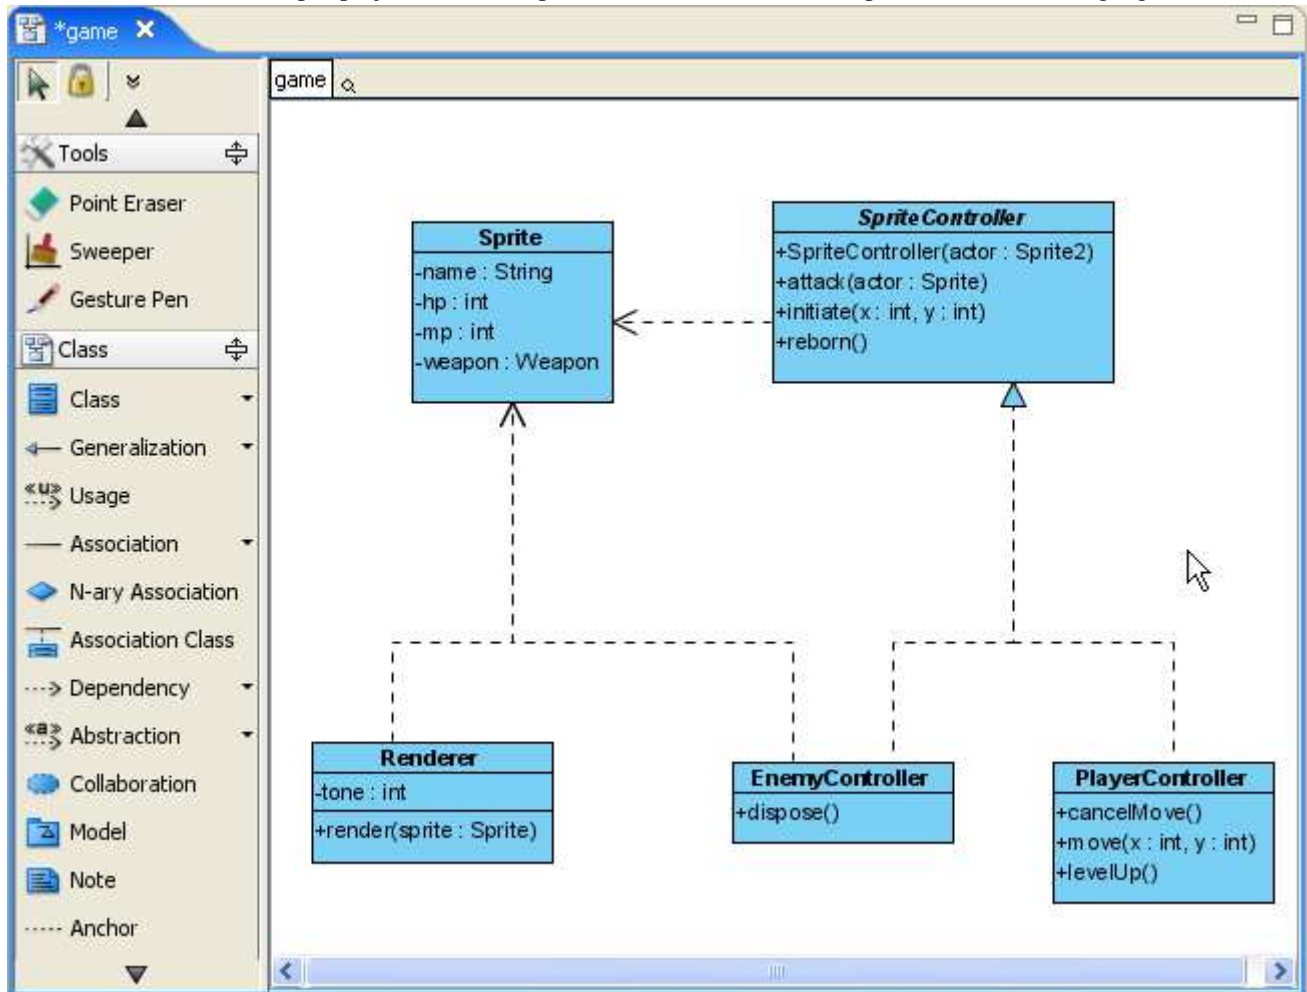 *game
game
Tools
Point Eraser
Sweeper
Gesture Pen
Class
Class
Generalization
«u» Usage
Association
N-ary Association
Association Class
Dependency
«a» Abstraction
Collaboration
Model
Note
Anchor
Sprite
-name : String
-hp : int
-mp : int
-weapon : Weapon
SpriteController
+SpriteController(actor : Sprite2)
+attack(actor : Sprite)
+initiate(x : int, y : int)
+reborn()
Renderer
-tone : int
+render(sprite : Sprite)
EnemyController
+dispose()
PlayerController
+cancelMove()
+move(x : int, y : int)
+levelUp()